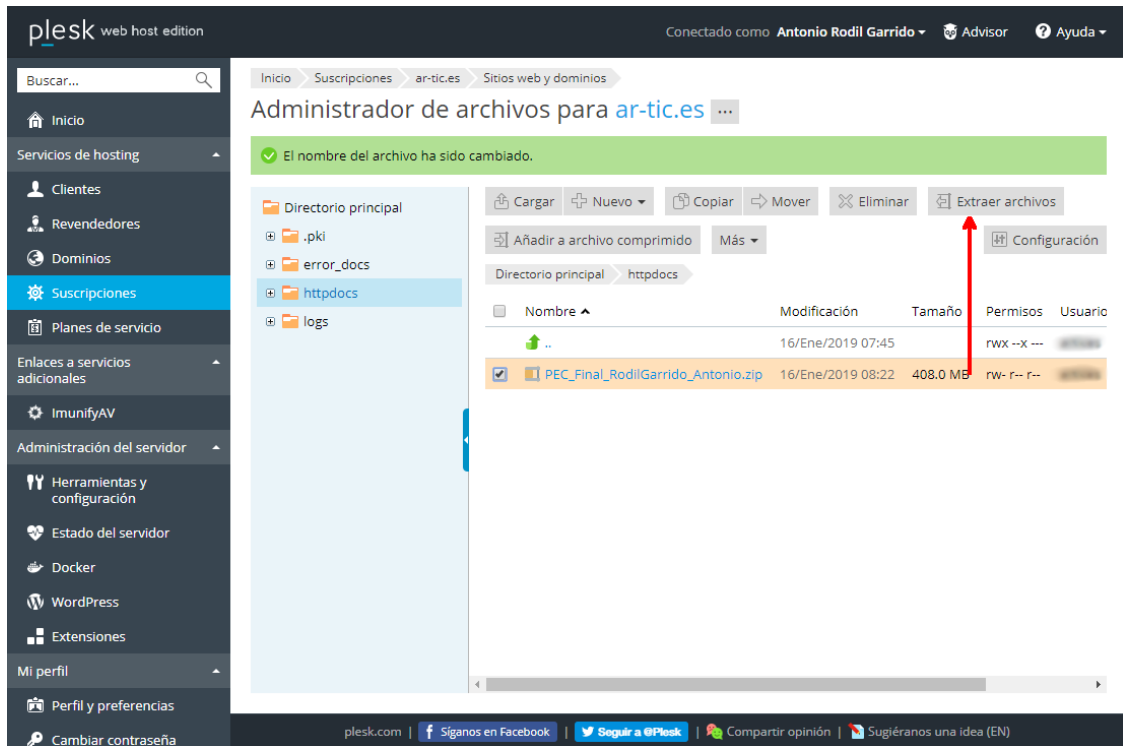 plesk web host edition
Conectado como Antonio Rodil Garrido
Advisor
Ayuda
Buscar...
Inicio
Servicios de hosting
Clientes
Revendedores
Dominios
Suscripciones
Planes de servicio
Enlaces a servicios
adicionales
ImunifyAV
Administración del servidor
Herramientas y
configuración
Estado del servidor
Docker
WordPress
Extensiones
Mi perfil
Perfil y preferencias
Cambiar contraseña
Inicio Suscripciones ar-tic.es Sitios web y dominios
Administrador de archivos para ar-tic.es ...
El nombre del archivo ha sido cambiado.
Directorio principal
.pki
error_docs
httpdocs
logs
Cargar Nuevo Copiar Mover Eliminar Extraer archivos
Añadir a archivo comprimido Más Configuración
Directorio principal httpdocs
Nombre Modificación Tamaño Permisos Usuario
.. 16/Ene/2019 07:45 rwx --x ---
PEC_Final_RodilGarrido_Antonio.zip 16/Ene/2019 08:22 408.0 MB rw- r-- r--
plesk.com | Síganos en Facebook | Seguir a @Plesk | Compartir opinión | Sugiéranos una idea (EN)